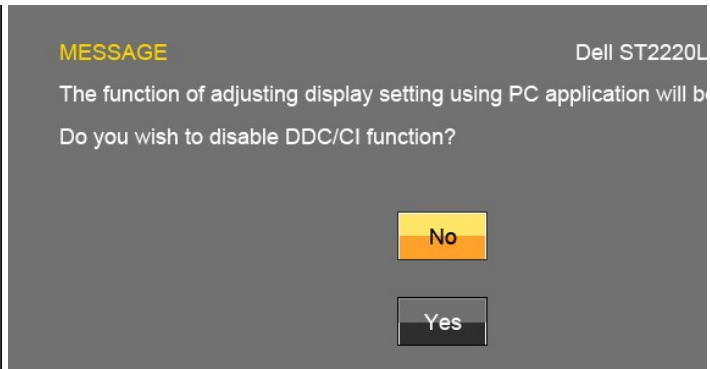 MESSAGE Dell ST2220L
The function of adjusting display setting using PC application will be
Do you wish to disable DDC/CI function?
No
Yes